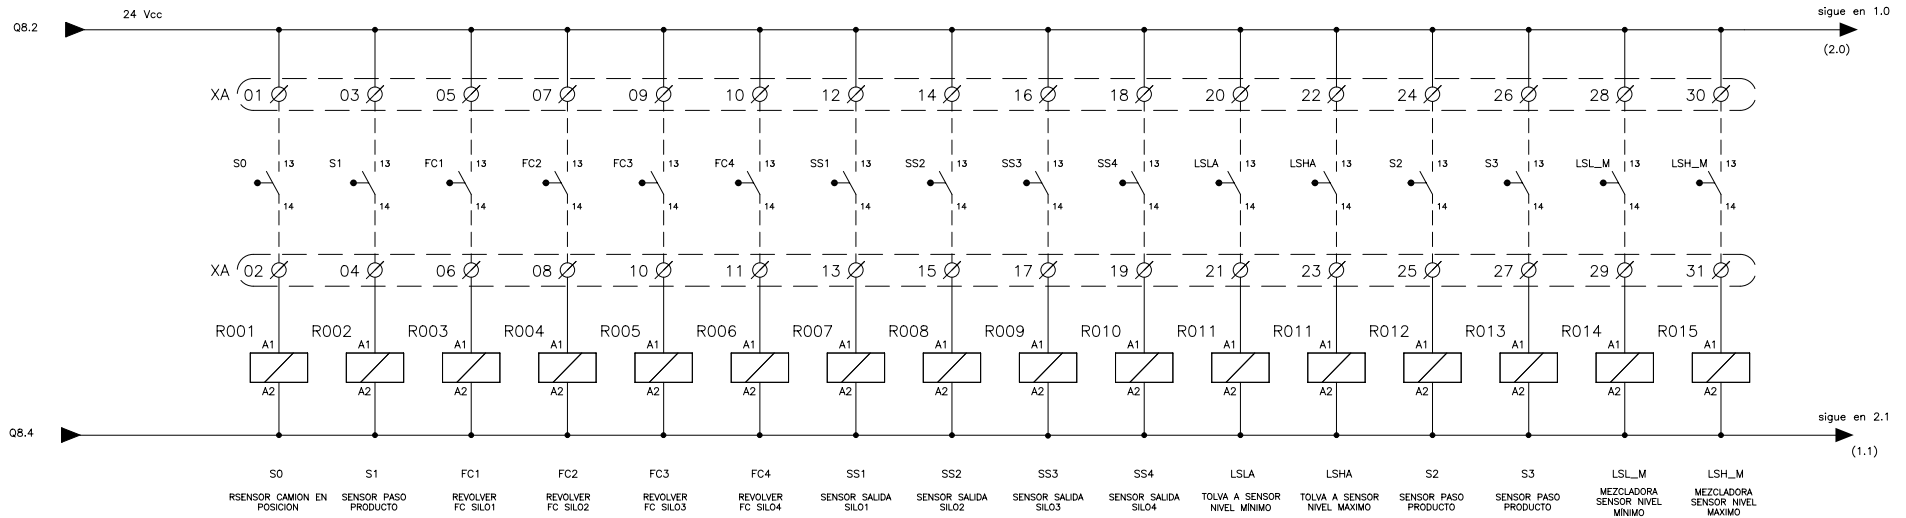 24 Vcc
sigue en 1.0
Q8.2
(2.0)
XA 01 03 05 07 09 10 12 14 16 18 20 22 24 26 28 30
S0 13 S1 13 FC1 13 FC2 13 FC3 13 FC4 13 SS1 13 SS2 13 SS3 13 SS4 13 LSLA 13 LSHA 13 S2 13 S3 13 LSL_M 13 LSH_M 13
14 14 14 14 14 14 14 14 14 14 14 14 14 14 14 14
XA 02 04 06 08 10 11 13 15 17 19 21 23 25 27 29 31
R001 R002 R003 R004 R005 R006 R007 R008 R009 R010 R011 R011 R012 R013 R014 R015
A1 A1 A1 A1 A1 A1 A1 A1 A1 A1 A1 A1 A1 A1 A1 A1
A2 A2 A2 A2 A2 A2 A2 A2 A2 A2 A2 A2 A2 A2 A2 A2
sigue en 2.1
Q8.4
(1.1)
S0
RSENSOR CAMION EN
POSICION
S1
SENSOR PASO
PRODUCTO
FC1
REVOLVER
FC SILO1
FC2
REVOLVER
FC SILO2
FC3
REVOLVER
FC SILO3
FC4
REVOLVER
FC SILO4
SS1
SENSOR SALIDA
SILO1
SS2
SENSOR SALIDA
SILO2
SS3
SENSOR SALIDA
SILO3
SS4
SENSOR SALIDA
SILO4
LSLA
TOLVA A SENSOR
NIVEL MÍNIMO
LSHA
TOLVA A SENSOR
NIVEL MAXIMO
S2
SENSOR PASO
PRODUCTO
S3
SENSOR PASO
PRODUCTO
LSL_M
MEZCLADORA
SENSOR NIVEL
MÍNIMO
LSH_M
MEZCLADORA
SENSOR NIVEL
MAXIMO